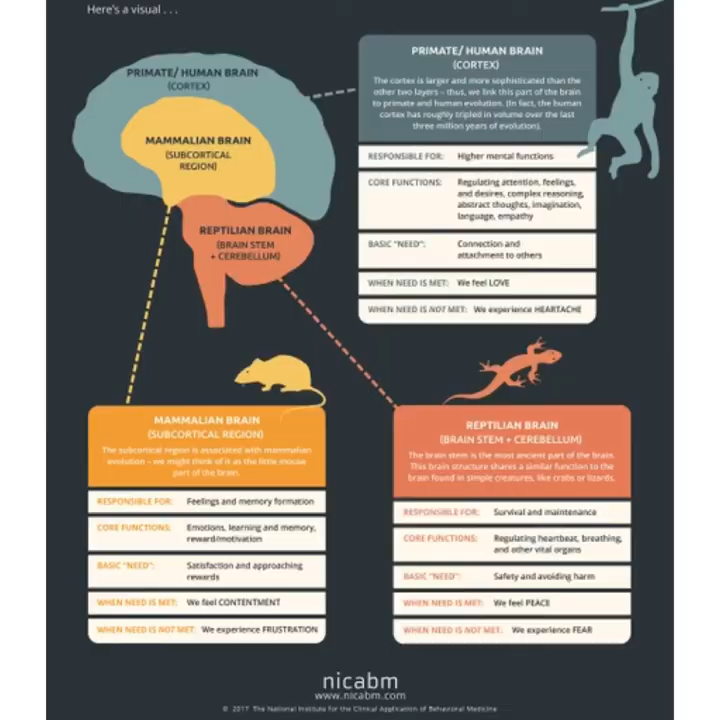 Here's a visual . . .
PRIMATE/ HUMAN BRAIN
(CORTEX)
MAMMALIAN BRAIN
(SUBCORTICAL
REGION)
REPTILIAN BRAIN
(BRAIN STEM
+ CEREBELLUM)
PRIMATE/ HUMAN BRAIN
(CORTEX)
The cortex is larger and more sophisticated than the
other two layers – thus, we link this part of the brain
to primate and human evolution. (In fact, the human
cortex has roughly tripled in volume over the last
three million years of evolution).
RESPONSIBLE FOR: Higher mental functions
CORE FUNCTIONS: Regulating attention, feelings,
and desires, complex reasoning,
abstract thoughts, imagination,
language, empathy
BASIC "NEED": Connection and
attachment to others
WHEN NEED IS MET: We feel LOVE
WHEN NEED IS NOT MET: We experience HEARTACHE
MAMMALIAN BRAIN
(SUBCORTICAL REGION)
The subcortical region is associated with mammalian
evolution – we might think of it as the little mouse
part of the brain.
RESPONSIBLE FOR: Feelings and memory formation
CORE FUNCTIONS: Emotions, learning and memory,
reward/motivation
BASIC "NEED": Satisfaction and approaching
rewards
WHEN NEED IS MET: We feel CONTENTMENT
WHEN NEED IS NOT MET: We experience FRUSTRATION
REPTILIAN BRAIN
(BRAIN STEM + CEREBELLUM)
The brain stem is the most ancient part of the brain.
This brain structure shares a similar function to the
brain found in simple creatures, like crabs or lizards.
RESPONSIBLE FOR: Survival and maintenance
CORE FUNCTIONS: Regulating heartbeat, breathing,
and other vital organs
BASIC "NEED": Safety and avoiding harm
WHEN NEED IS MET: We feel PEACE
WHEN NEED IS NOT MET: We experience FEAR
nicabm
www.nicabm.com
© 2017 The National Institute for the Clinical Application of Behavioral Medicine